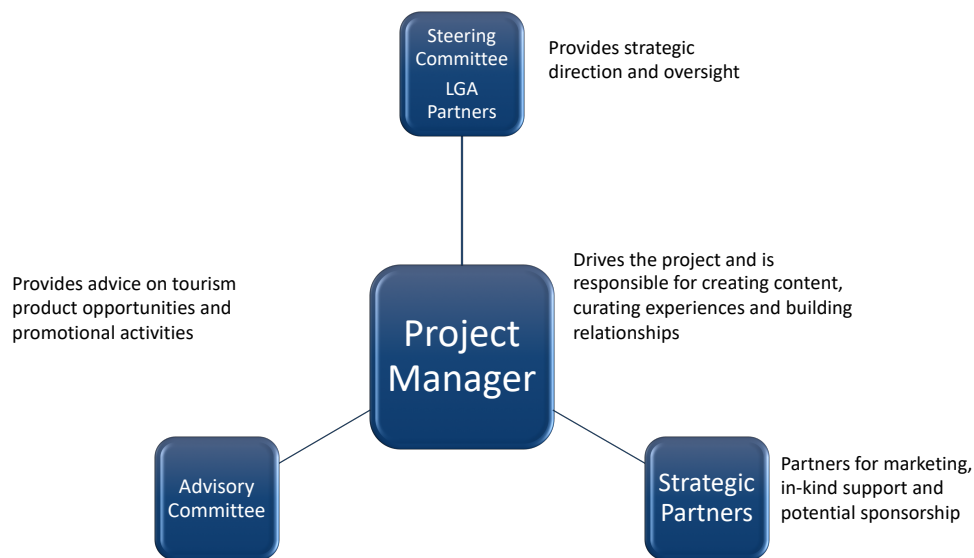 Steering
Committee
LGA
Partners
Provides strategic
direction and oversight
Provides advice on tourism
product opportunities and
promotional activities
Project
Manager
Drives the project and is
responsible for creating content,
curating experiences and building
relationships
Advisory
Committee
Strategic
Partners
Partners for marketing,
in-kind support and
potential sponsorship